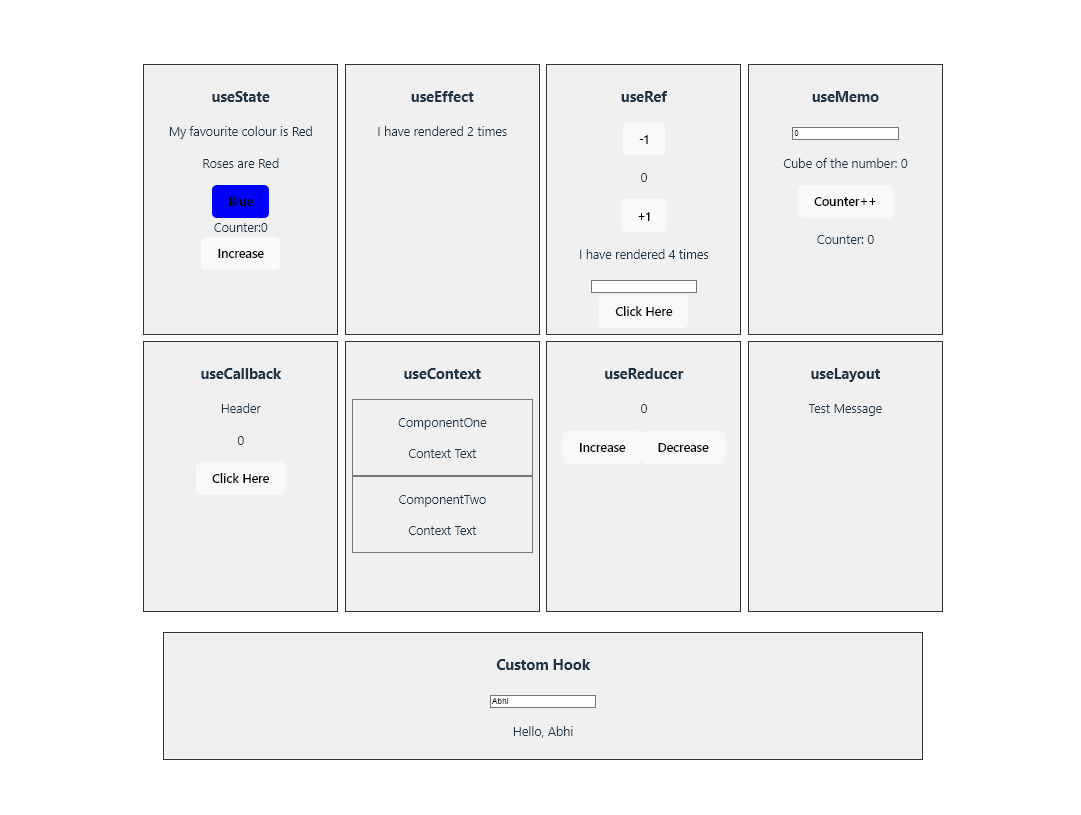 useState
My favourite colour is Red
Roses are Red
Blue
Counter:0
Increase
useEffect
I have rendered 2 times
useRef
-1
0
+1
I have rendered 4 times
Click Here
useMemo
0
Cube of the number: 0
Counter++
Counter: 0
useCallback
Header
0
Click Here
useContext
ComponentOne
Context Text
ComponentTwo
Context Text
useReducer
0
Increase Decrease
useLayout
Test Message
Custom Hook
Abhi
Hello, Abhi